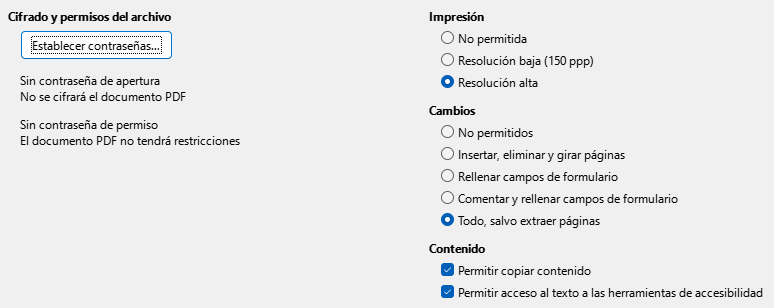 Cifrado y permisos del archivo
Establecer contraseñas...
Sin contraseña de apertura
No se cifrará el documento PDF
Sin contraseña de permiso
El documento PDF no tendrá restricciones
Impresión
No permitida
Resolución baja (150 ppp)
Resolución alta
Cambios
No permitidos
Insertar, eliminar y girar páginas
Rellenar campos de formulario
Comentar y rellenar campos de formulario
Todo, salvo extraer páginas
Contenido
Permitir copiar contenido
Permitir acceso al texto a las herramientas de accesibilidad